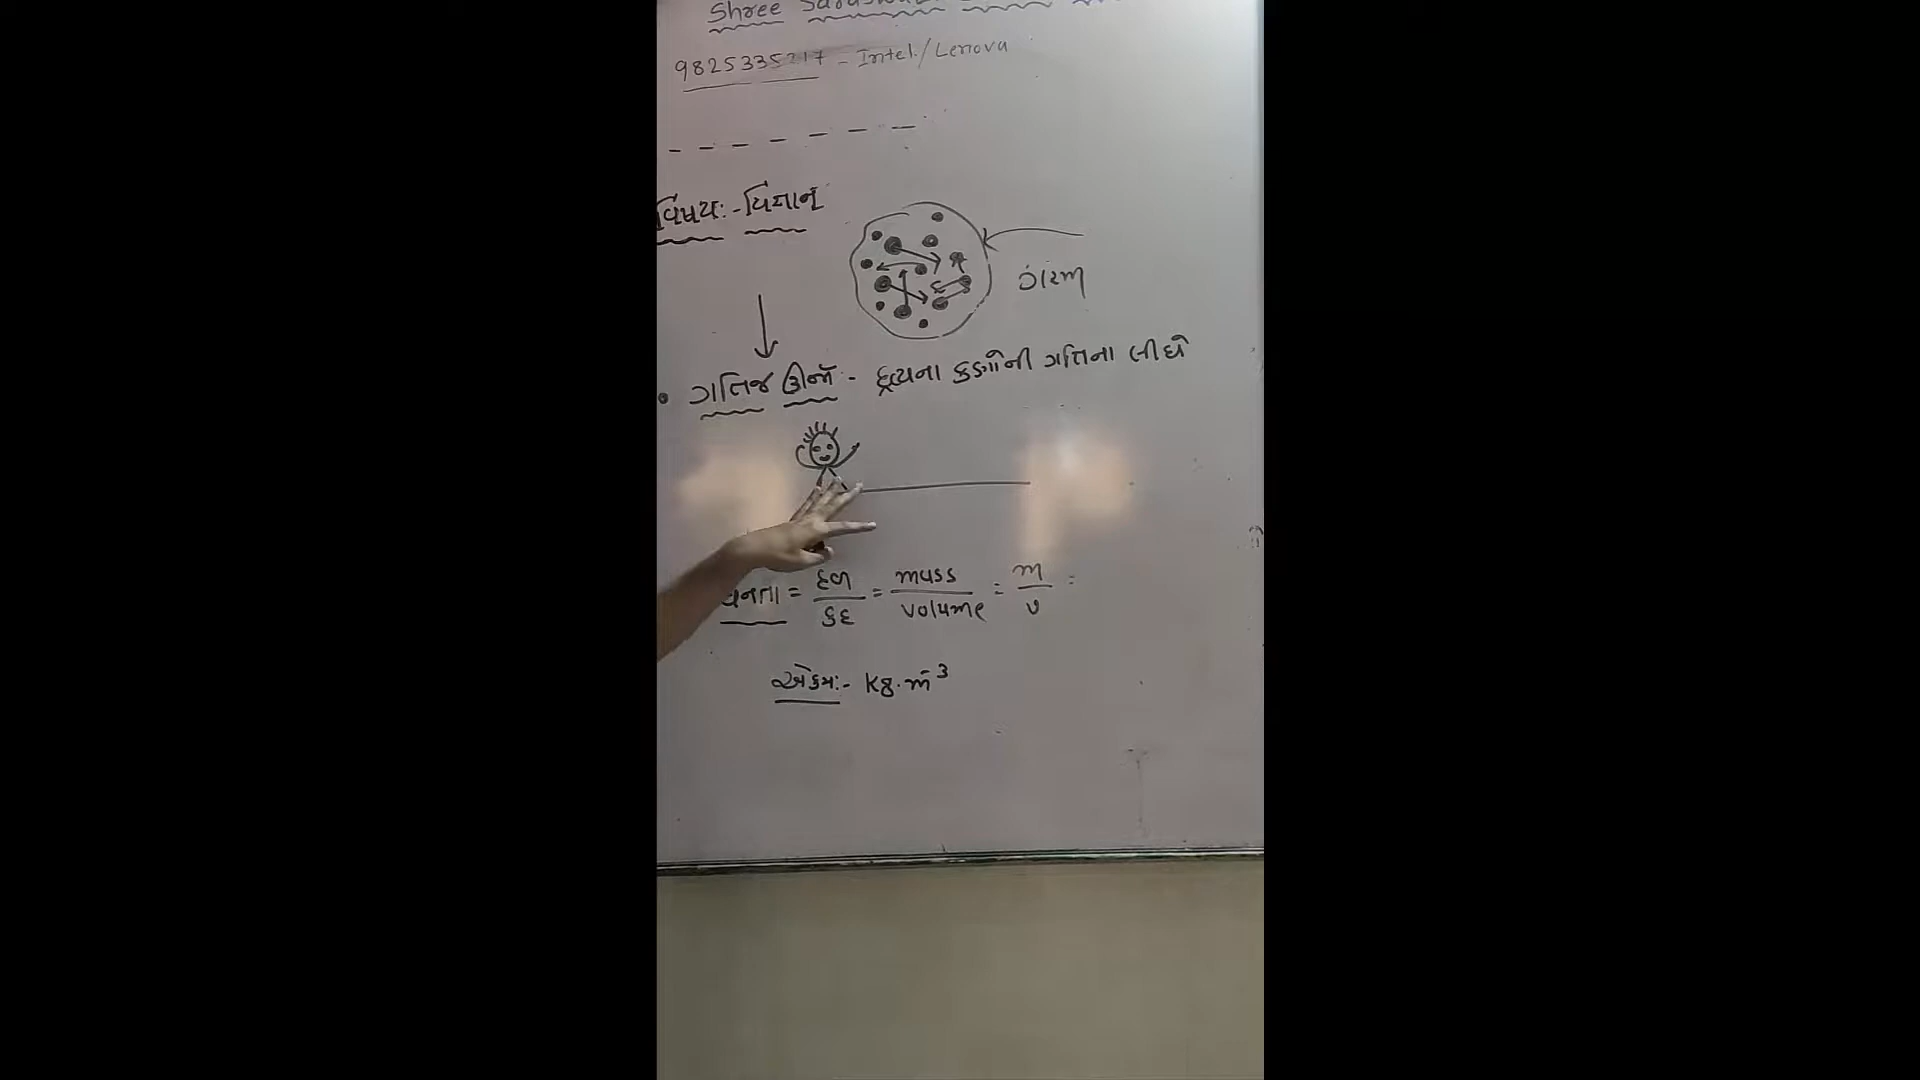 Shree
9825335217 - Intel./Lenova
વિષય:- વિજ્ઞાન
ગરમ
• ગતિજ ઊર્જા :- દ્રવ્યના કણોની ગતિના લીધે
ઘનતા = દળ / કદ = mass / volume = m / v =
એકમ:- kg.m⁻³